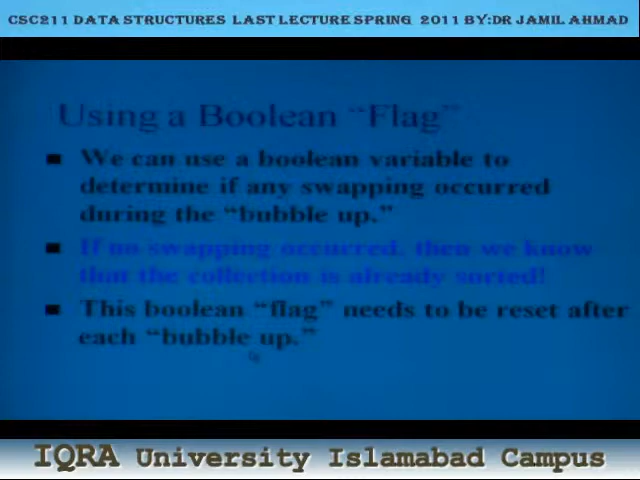 CSC211 DATA STRUCTURES LAST LECTURE SPRING 2011 BY:DR JAMIL AHMAD
Using a Boolean “Flag”
We can use a boolean variable to
determine if any swapping occurred
during the “bubble up.”
If no swapping occurred, then we know
that the collection is already sorted!
This boolean “flag” needs to be reset after
each “bubble up.”
IQRA University Islamabad Campus